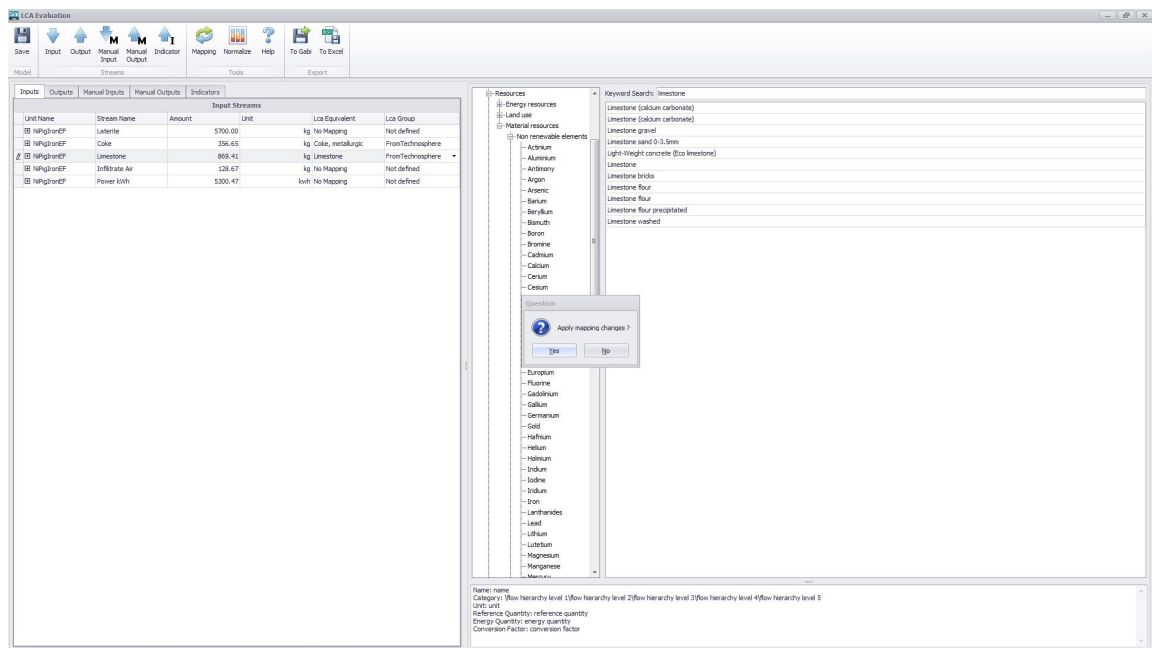 LCA Evaluation
Save Input Output Manual Input Manual Output Indicator Mapping Normalize Help To Gabi To Excel
Model Streams Tools Export
Inputs Outputs Manual Inputs Manual Outputs Indicators
Input Streams
Unit Name Stream Name Amount Unit Lca Equivalent Lca Group
NiPigIronEF Laterite 5700.00 kg No Mapping Not defined
NiPigIronEF Coke 356.65 kg Coke, metallurgic FromTechnosphere
NiPigIronEF Limestone 869.41 kg Limestone FromTechnosphere
NiPigIronEF Infiltrate Air 128.67 kg No Mapping Not defined
NiPigIronEF Power kWh 5300.47 kwh No Mapping Not defined
Resources
Energy resources
Land use
Material resources
Non renewable elements
Actinium
Aluminium
Antimony
Argon
Arsenic
Barium
Beryllium
Bismuth
Boron
Bromine
Cadmium
Calcium
Cerium
Cesium
Europium
Fluorine
Gadolinium
Gallium
Germanium
Gold
Hafnium
Helium
Holmium
Indium
Iodine
Iridium
Iron
Lanthanides
Lead
Lithium
Lutetium
Magnesium
Manganese
Mercury
Keyword Search: limestone
Limestone (calcium carbonate)
Limestone (calcium carbonate)
Limestone gravel
Limestone sand 0-3.5mm
Light-Weight concrete (Eco limestone)
Limestone
Limestone bricks
Limestone flour
Limestone flour
Limestone flour precipitated
Limestone washed
Question
Apply mapping changes ?
Yes No
Name: name
Category: \flow hierarchy level 1\flow hierarchy level 2\flow hierarchy level 3\flow hierarchy level 4\flow hierarchy level 5
Unit: unit
Reference Quantity: reference quantity
Energy Quantity: energy quantity
Conversion Factor: conversion factor